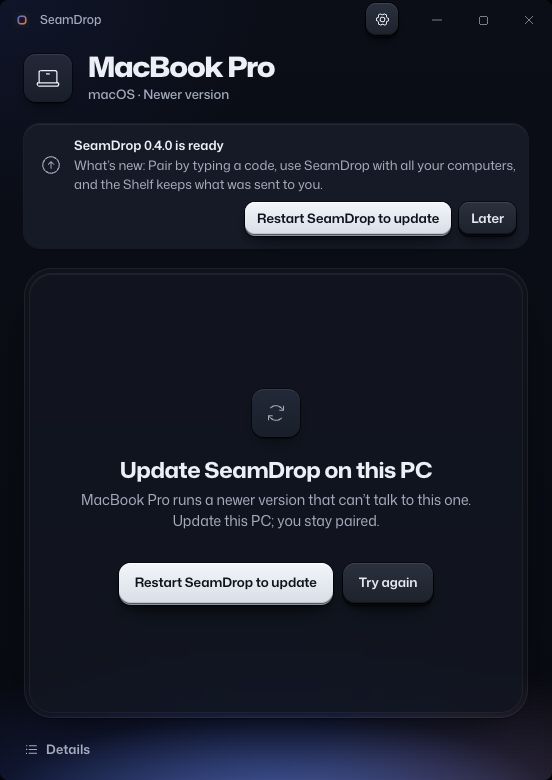 SeamDrop
MacBook Pro
macOS · Newer version
SeamDrop 0.4.0 is ready
What’s new: Pair by typing a code, use SeamDrop with all your computers,
and the Shelf keeps what was sent to you.
Restart SeamDrop to update
Later
Update SeamDrop on this PC
MacBook Pro runs a newer version that can’t talk to this one.
Update this PC; you stay paired.
Restart SeamDrop to update
Try again
Details